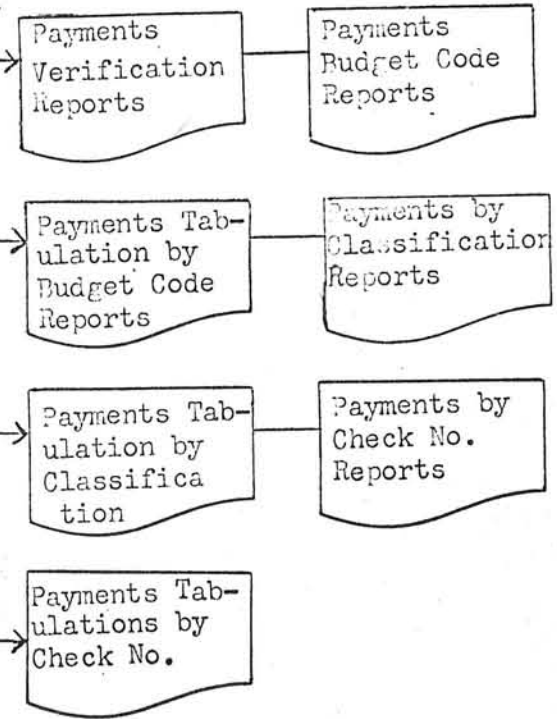 Payments
Verification
Reports
Payments
Budget Code
Reports
Payments Tab-
ulation by
Budget Code
Reports
Payments by
Classification
Reports
Payments Tab-
ulation by
Classifica
tion
Payments by
Check No.
Reports
Payments Tab-
ulations by
Check No.